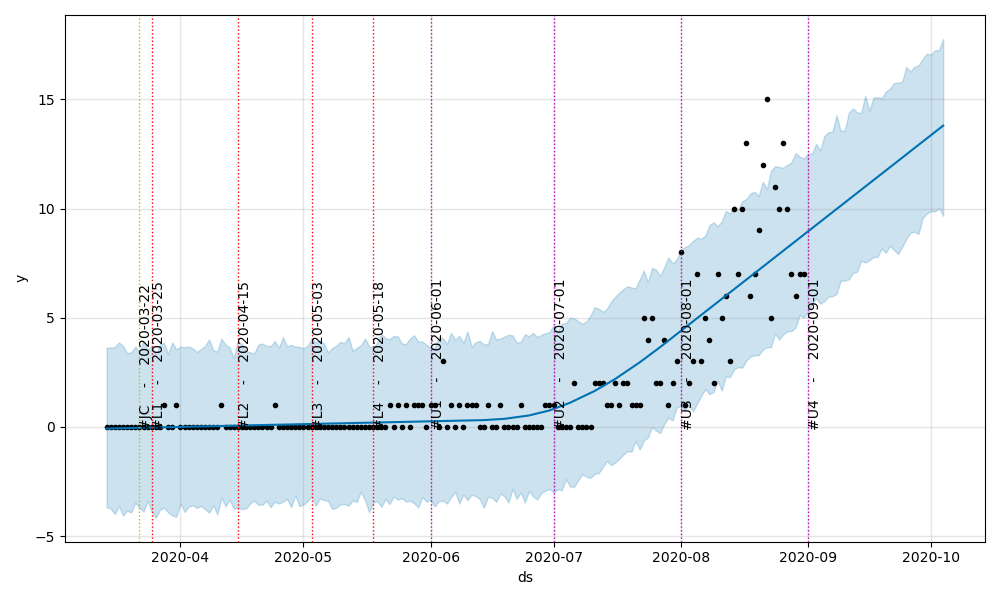 y
15
10
5
0
−5
#JC - 2020-03-22
#L1 - 2020-03-25
#L2 - 2020-04-15
#L3 - 2020-05-03
#L4 - 2020-05-18
#U1 - 2020-06-01
#U2 - 2020-07-01
#U3 - 2020-08-01
#U4 - 2020-09-01
2020-04
2020-05
2020-06
2020-07
2020-08
2020-09
2020-10
ds